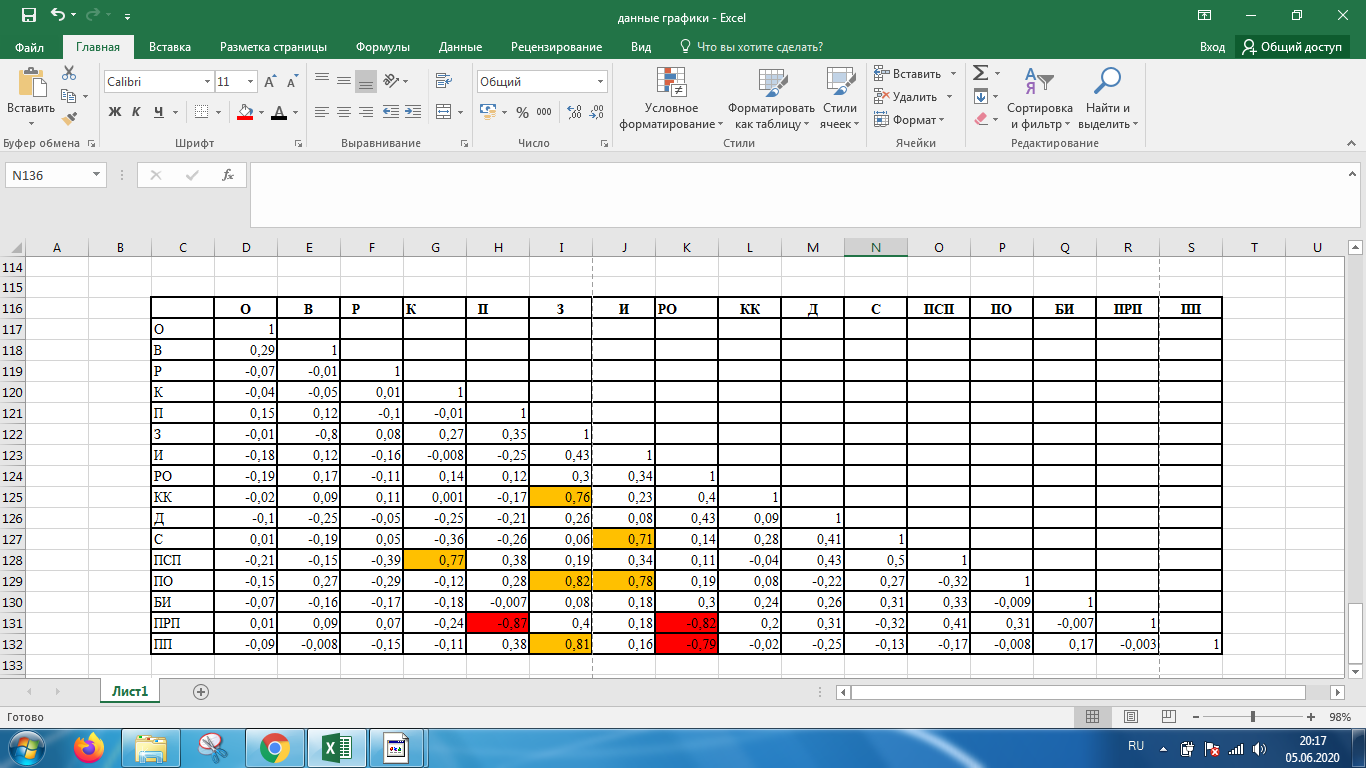 данные графики - Excel
Файл Главная Вставка Разметка страницы Формулы Данные Рецензирование Вид Что вы хотите сделать? Вход Общий доступ
Вставить
Calibri 11
Ж К Ч
Общий
% 000
Условное форматирование
Форматировать как таблицу
Стили ячеек
Вставить
Удалить
Формат
Сортировка и фильтр
Найти и выделить
Буфер обмена Шрифт Выравнивание Число Стили Ячейки Редактирование
N136 fx
A B C D E F G H I J K L M N O P Q R S T U
114
115
116 О В Р К П З И РО КК Д С ПСП ПО БИ ПРП ПП
117 О 1
118 В 0,29 1
119 Р -0,07 -0,01 1
120 К -0,04 -0,05 0,01 1
121 П 0,15 0,12 -0,1 -0,01 1
122 З -0,01 -0,8 0,08 0,27 0,35 1
123 И -0,18 0,12 -0,16 -0,008 -0,25 0,43 1
124 РО -0,19 0,17 -0,11 0,14 0,12 0,3 0,34 1
125 КК -0,02 0,09 0,11 0,001 -0,17 0,76 0,23 0,4 1
126 Д -0,1 -0,25 -0,05 -0,25 -0,21 0,26 0,08 0,43 0,09 1
127 С 0,01 -0,19 0,05 -0,36 -0,26 0,06 0,71 0,14 0,28 0,41 1
128 ПСП -0,21 -0,15 -0,39 0,77 0,38 0,19 0,34 0,11 -0,04 0,43 0,5 1
129 ПО -0,15 0,27 -0,29 -0,12 0,28 0,82 0,78 0,19 0,08 -0,22 0,27 -0,32 1
130 БИ -0,07 -0,16 -0,17 -0,18 -0,007 0,08 0,18 0,3 0,24 0,26 0,31 0,33 -0,009 1
131 ПРП 0,01 0,09 0,07 -0,24 -0,87 0,4 0,18 -0,82 0,2 0,31 -0,32 0,41 0,31 -0,007 1
132 ПП -0,09 -0,008 -0,15 -0,11 0,38 0,81 0,16 -0,79 -0,02 -0,25 -0,13 -0,17 -0,008 0,17 -0,003 1
133
Лист1
Готово 98%
RU 20:17
05.06.2020